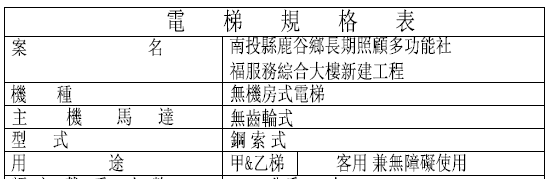 電梯規格表
案名 南投縣鹿谷鄉長期照顧多功能社
福服務綜合大樓新建工程
機種 無機房式電梯
主機馬達 無齒輪式
型式 鋼索式
用途 甲&乙梯 客用兼無障礙使用